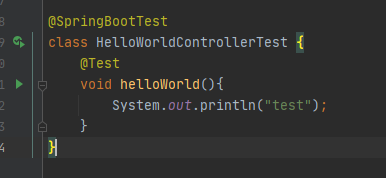 @SpringBootTest
class HelloWorldControllerTest {
@Test
void helloWorld(){
System.out.println("test");
}
}